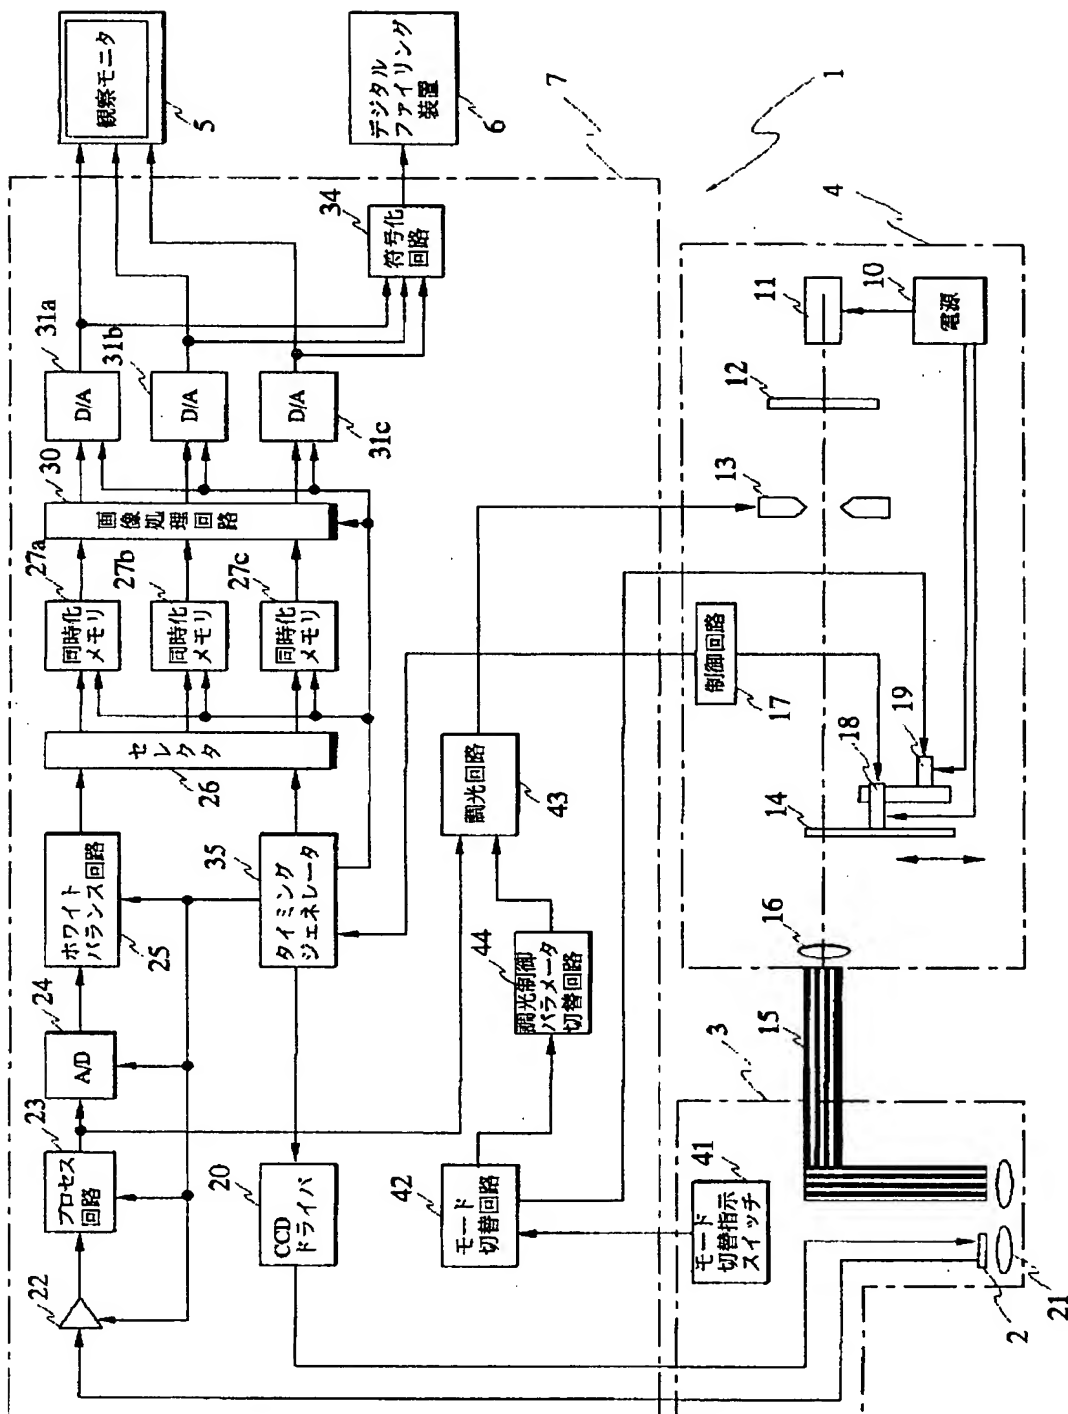 観察モニタ
5
デジタル
ファイリング
装置
6
7
1
符号化
回路
34
D/A
31a
D/A
31b
D/A
31c
画像処理回路
30
同時化
メモリ
27a
同時化
メモリ
27b
同時化
メモリ
27c
セレクタ
26
ホワイト
バランス回路
25
タイミング
ジェネレータ
35
A/D
24
プロセス
回路
23
22
CCD
ドライバ
20
調光回路
43
調光制御
パラメータ
切替回路
44
モード
切替回路
42
モード
切替指示
スイッチ
41
4
電源
10
11
12
13
制御回路
17
18
19
14
16
15
3
2
21